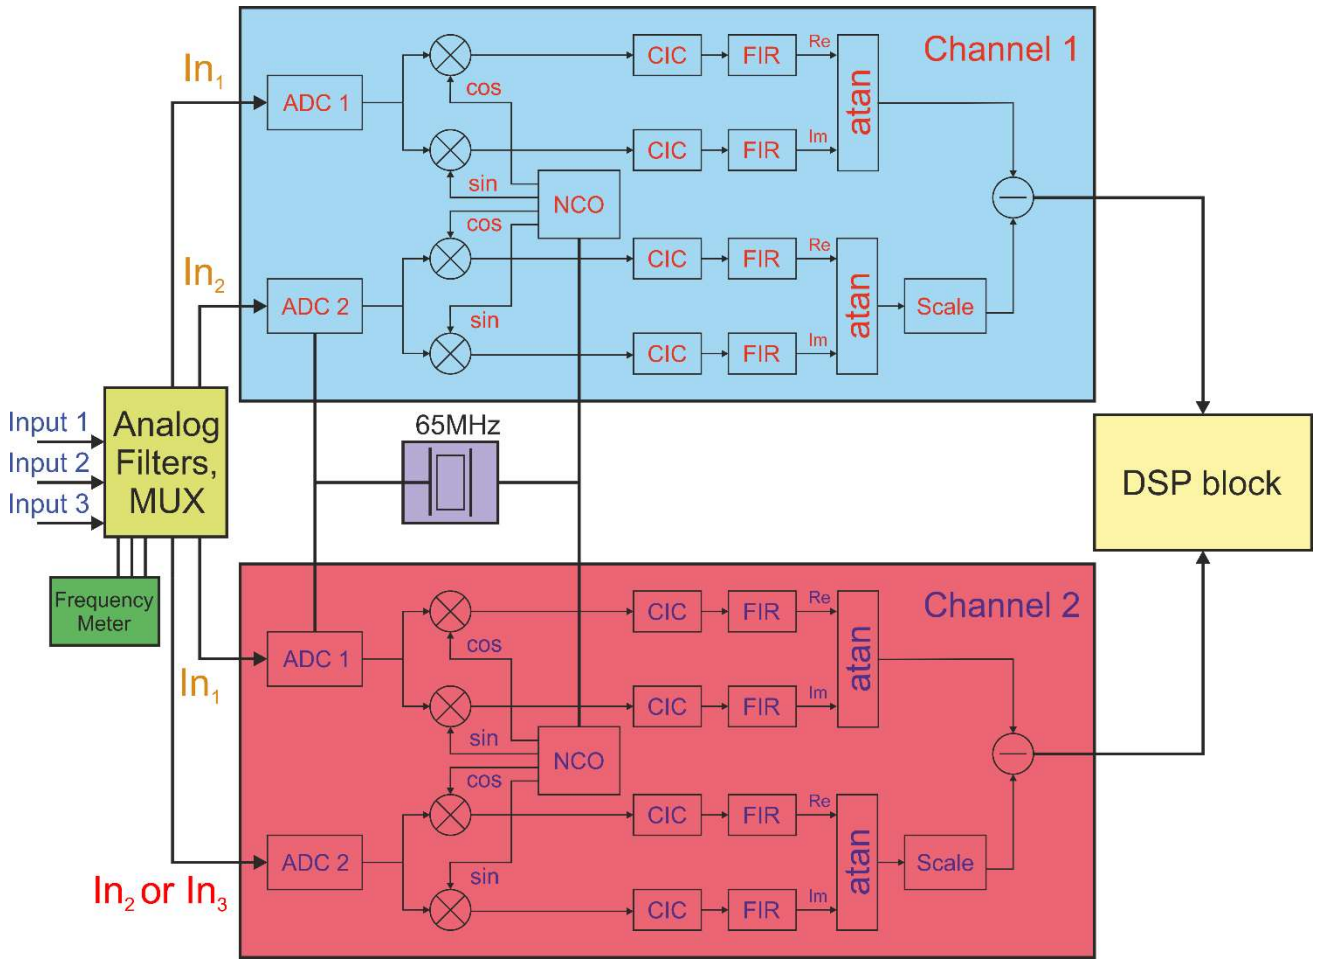 Channel 1
In1
ADC 1
cos
sin
CIC
FIR
Re
CIC
FIR
Im
atan
NCO
In2
ADC 2
cos
sin
CIC
FIR
Re
CIC
FIR
Im
atan
Scale
Input 1
Input 2
Input 3
Analog
Filters,
MUX
65MHz
DSP block
Frequency
Meter
Channel 2
In1
ADC 1
cos
sin
CIC
FIR
Re
CIC
FIR
Im
atan
NCO
In2 or In3
ADC 2
cos
sin
CIC
FIR
Re
CIC
FIR
Im
atan
Scale